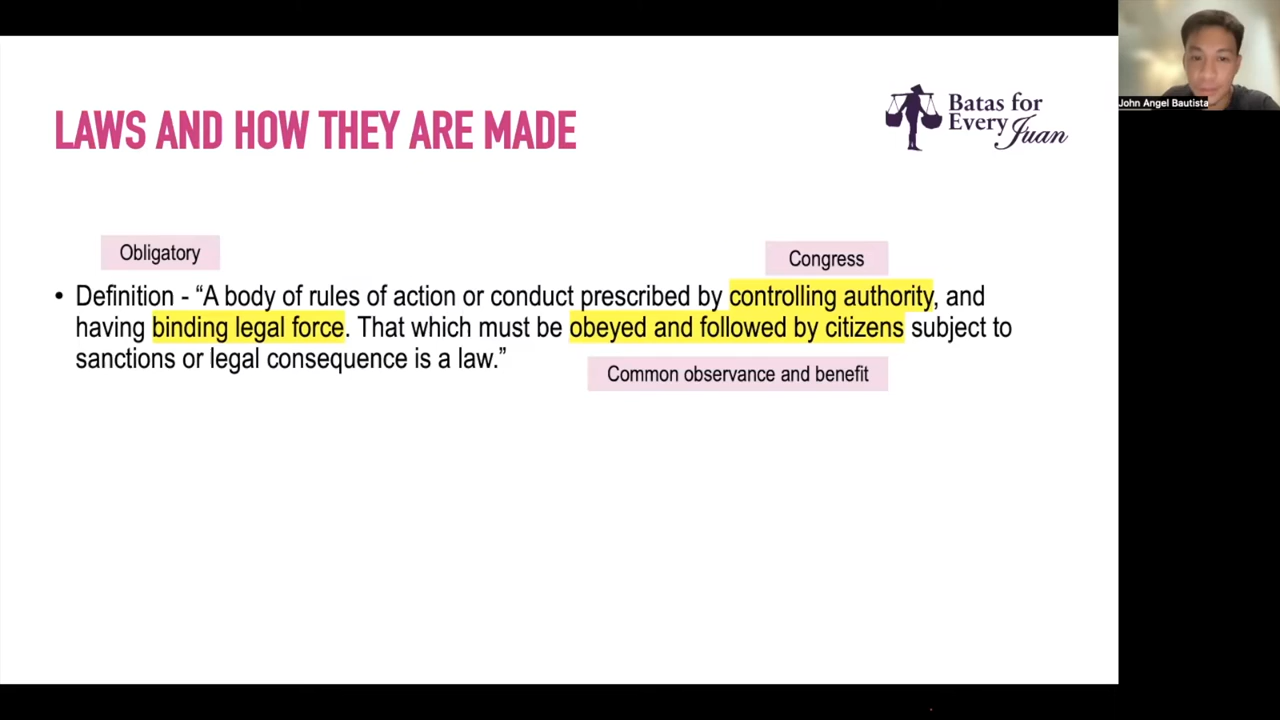 LAWS AND HOW THEY ARE MADE
Batas for
Every Juan
John Angel Bautista
Obligatory
Congress
• Definition - “A body of rules of action or conduct prescribed by controlling authority, and
having binding legal force. That which must be obeyed and followed by citizens subject to
sanctions or legal consequence is a law.”
Common observance and benefit